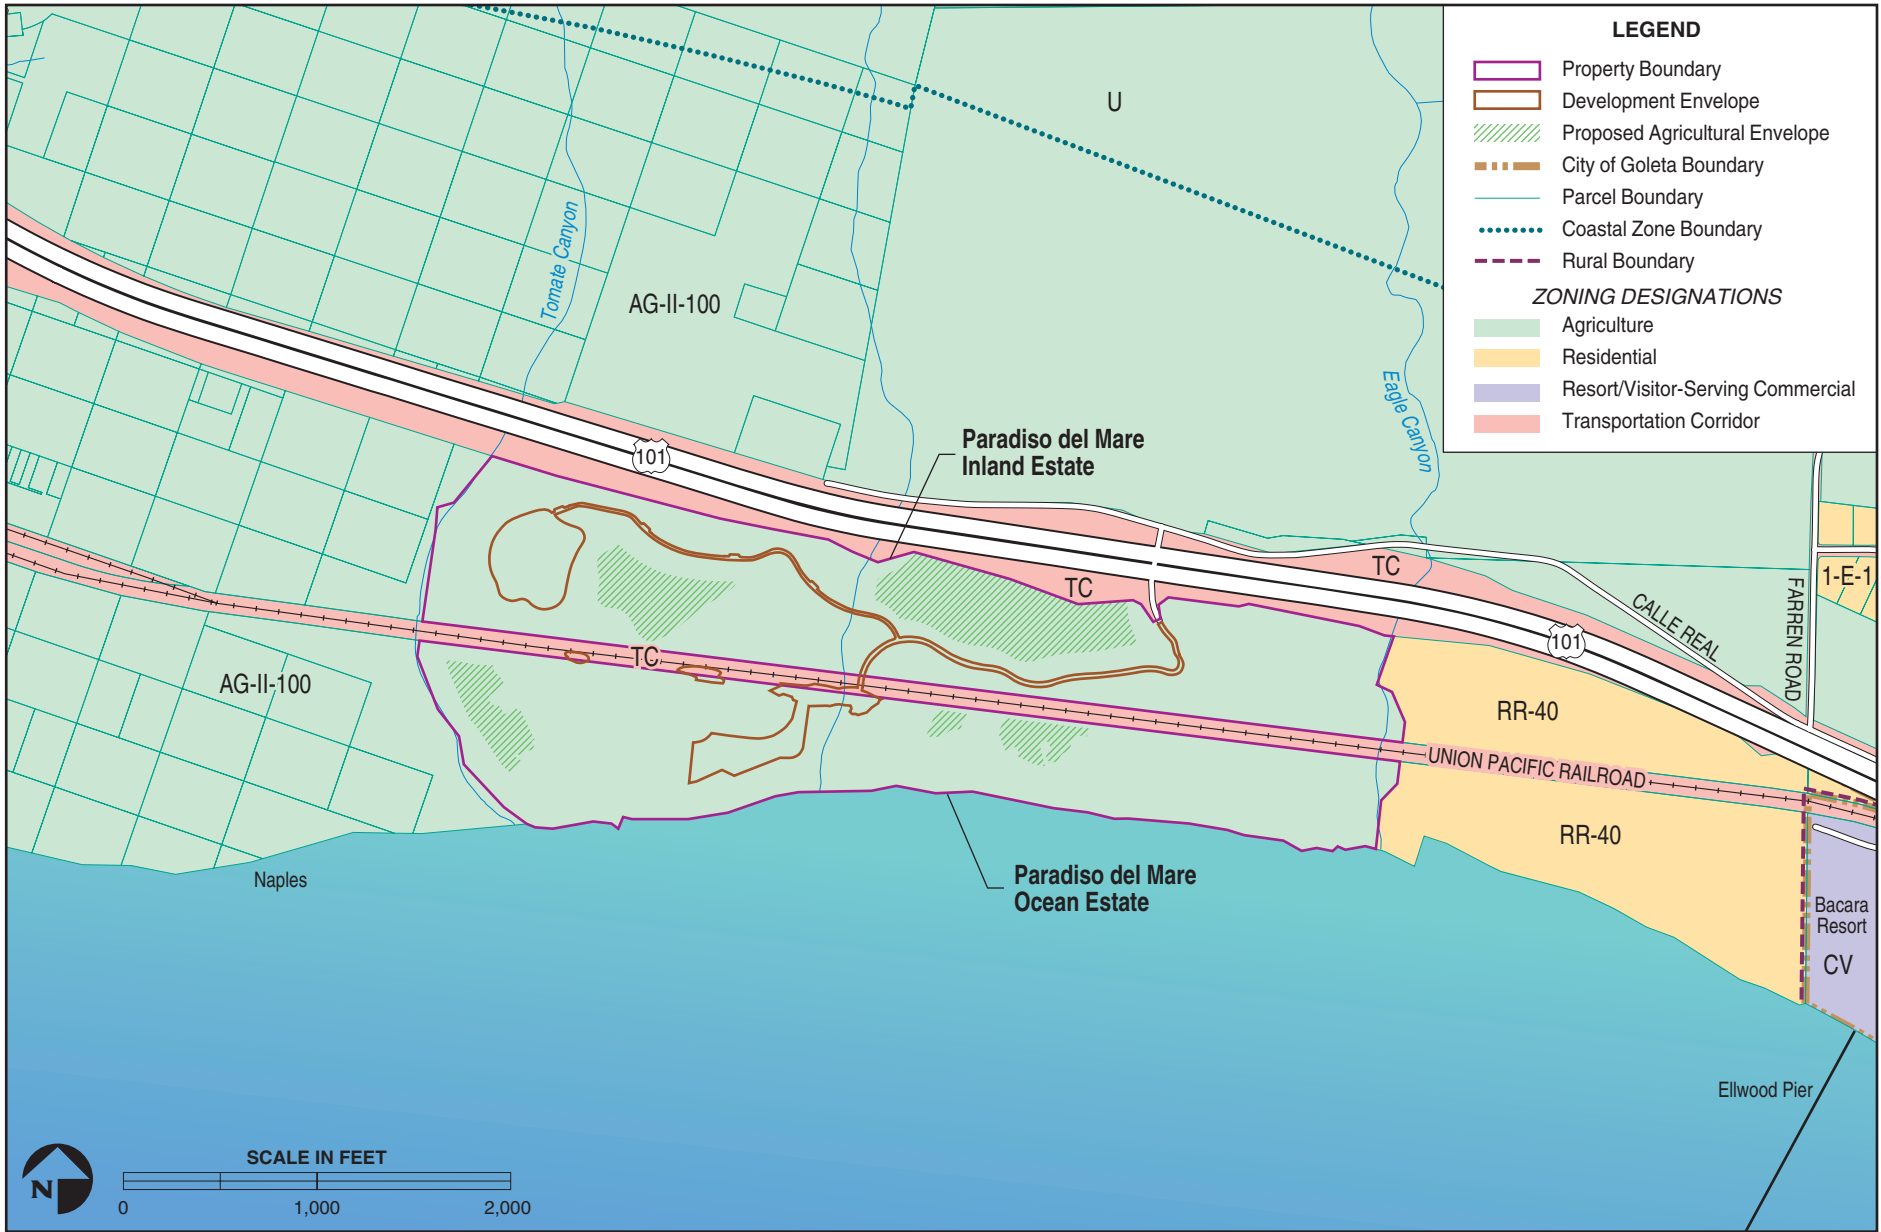 LEGEND
Property Boundary
Development Envelope
Proposed Agricultural Envelope
City of Goleta Boundary
Parcel Boundary
Coastal Zone Boundary
Rural Boundary
ZONING DESIGNATIONS
Agriculture
Residential
Resort/Visitor-Serving Commercial
Transportation Corridor
U
Tomate Canyon
AG-II-100
Eagle Canyon
Paradiso del Mare
Inland Estate
101
TC
TC
1-E-1
CALLE REAL
FARREN ROAD
101
TC
AG-II-100
RR-40
UNION PACIFIC RAILROAD
RR-40
Naples
Paradiso del Mare
Ocean Estate
Bacara
Resort
CV
Ellwood Pier
N
SCALE IN FEET
0 1,000 2,000